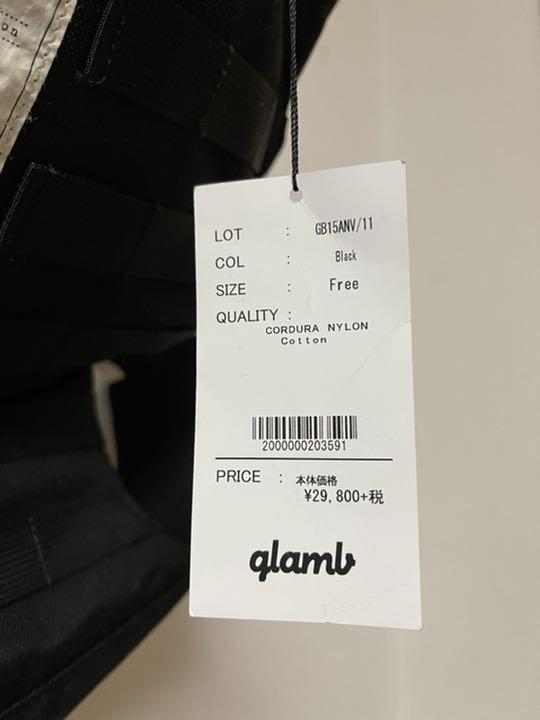 on
LOT : GB15ANV/11
COL : Black
SIZE : Free
QUALITY :
CORDURA NYLON
Cotton
2000000203591
PRICE : 本体価格
¥29,800+税
glamb